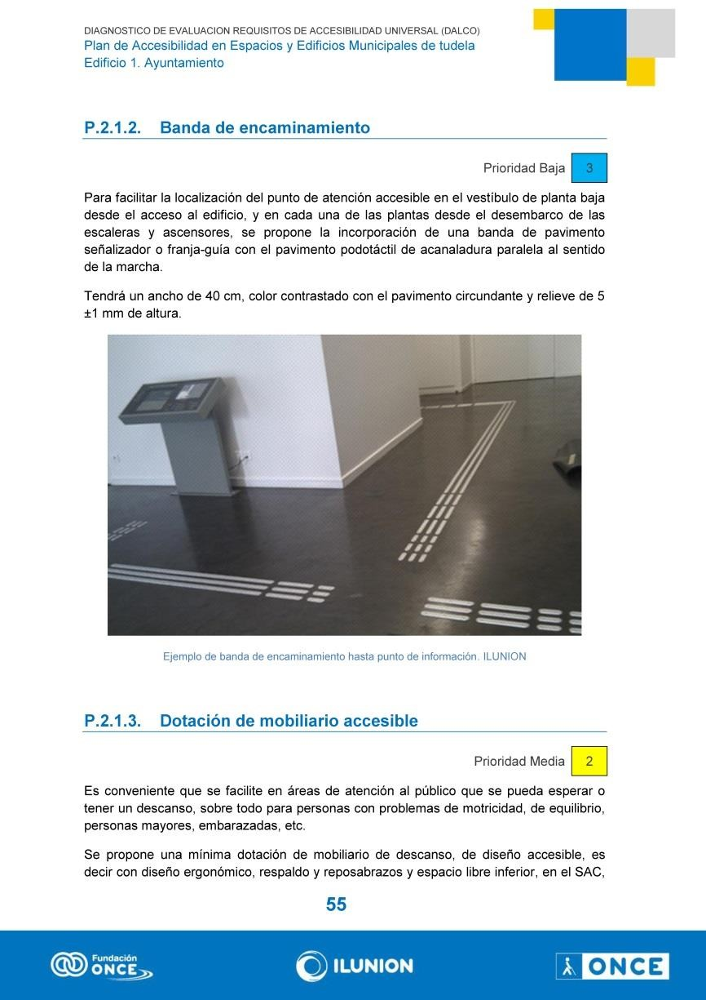 DIAGNOSTICO DE EVALUACION REQUISITOS DE ACCESIBILIDAD UNIVERSAL (DALCO)
Plan de Accesibilidad en Espacios y Edificios Municipales de tudela
Edificio 1. Ayuntamiento
P.2.1.2. Banda de encaminamiento
Prioridad Baja 3
Para facilitar la localización del punto de atención accesible en el vestíbulo de planta baja
desde el acceso al edificio, y en cada una de las plantas desde el desembarco de las
escaleras y ascensores, se propone la incorporación de una banda de pavimento
señalizador o franja-guía con el pavimento podotáctil de acanaladura paralela al sentido
de la marcha.
Tendrá un ancho de 40 cm, color contrastado con el pavimento circundante y relieve de 5
±1 mm de altura.
Ejemplo de banda de encaminamiento hasta punto de información. ILUNION
P.2.1.3. Dotación de mobiliario accesible
Prioridad Media 2
Es conveniente que se facilite en áreas de atención al público que se pueda esperar o
tener un descanso, sobre todo para personas con problemas de motricidad, de equilibrio,
personas mayores, embarazadas, etc.
Se propone una mínima dotación de mobiliario de descanso, de diseño accesible, es
decir con diseño ergonómico, respaldo y reposabrazos y espacio libre inferior, en el SAC,
55
Fundación
ONCE
ILUNION
ONCE